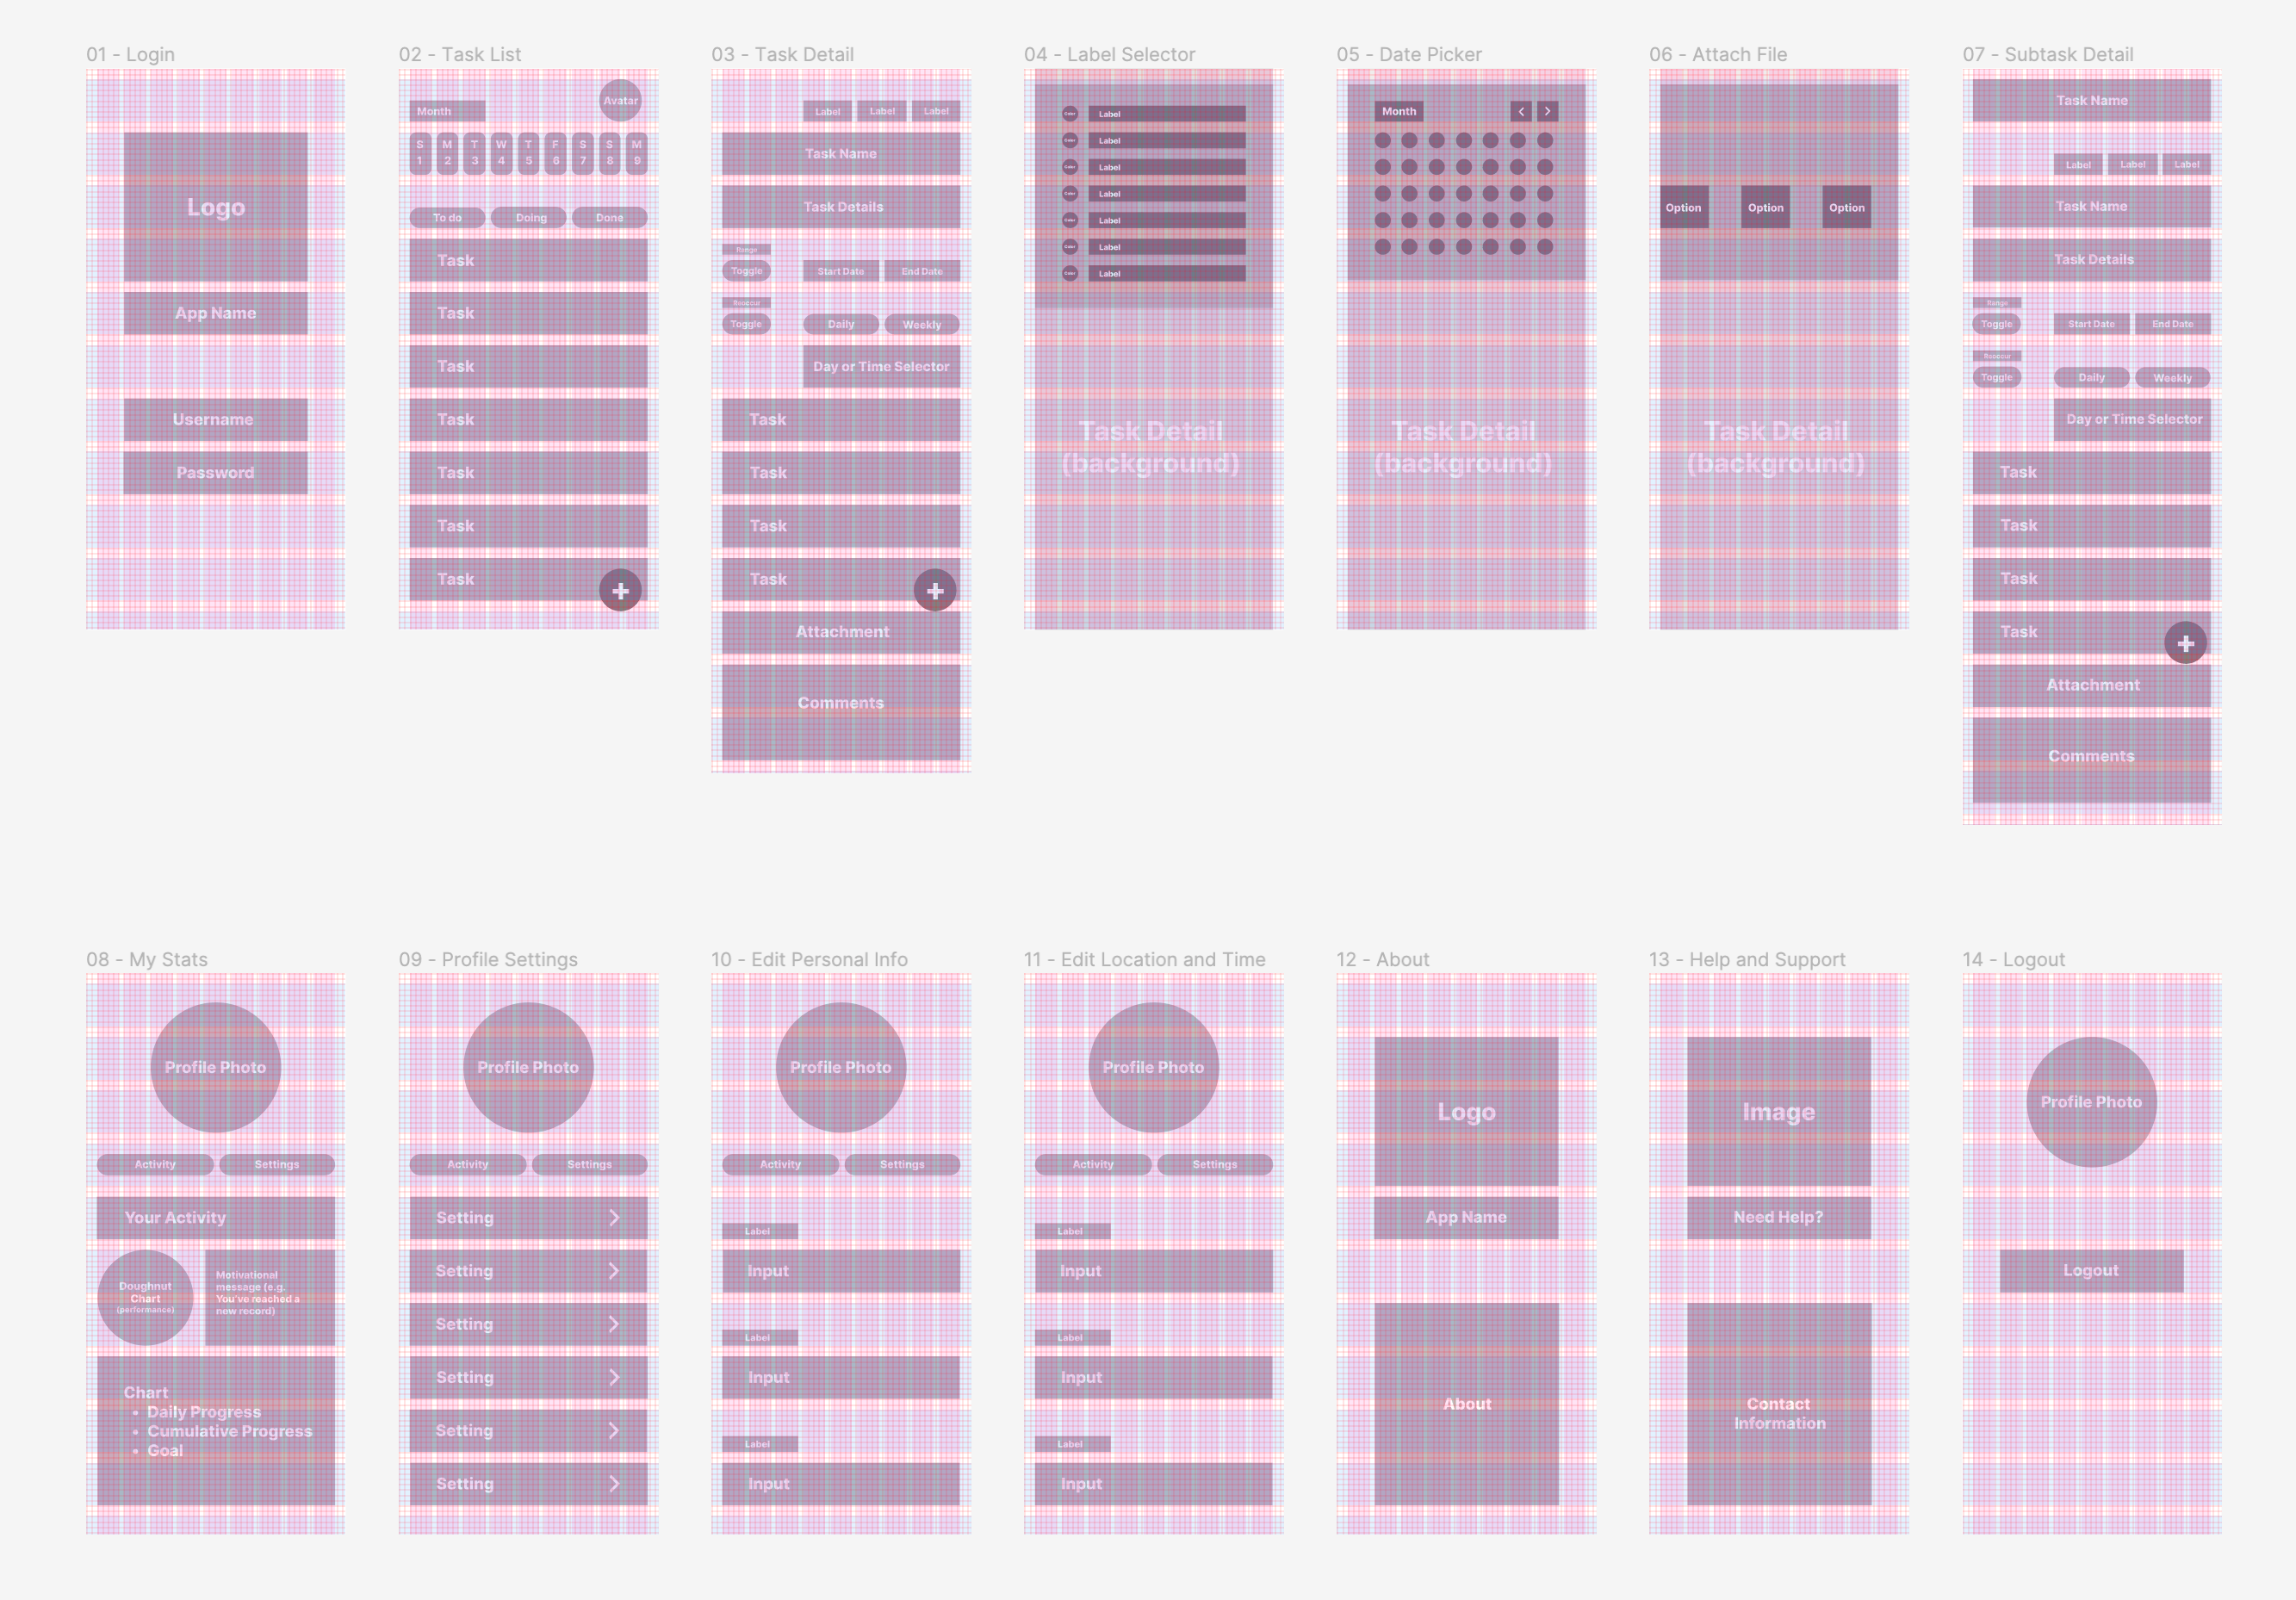 01 - Login
Logo
App Name
Username
Password
02 - Task List
Avatar
Month
S M T W T F S S M
1 2 3 4 5 6 7 8 9
To do Doing Done
Task
Task
Task
Task
Task
Task
Task
+
03 - Task Detail
Label Label Label
Task Name
Task Details
Range
Toggle Start Date End Date
Reoccur
Toggle Daily Weekly
Day or Time Selector
Task
Task
Task
Task
+
Attachment
Comments
04 - Label Selector
Color Label
Color Label
Color Label
Color Label
Color Label
Color Label
Color Label
Task Detail
(background)
05 - Date Picker
Month < >
Task Detail
(background)
06 - Attach File
Option Option Option
Task Detail
(background)
07 - Subtask Detail
Task Name
Label Label Label
Task Name
Task Details
Range
Toggle Start Date End Date
Reoccur
Toggle Daily Weekly
Day or Time Selector
Task
Task
Task
Task
+
Attachment
Comments
08 - My Stats
Profile Photo
Activity Settings
Your Activity
Doughnut
Chart
(performance)
Motivational
message (e.g.
You've reached a
new record)
Chart
• Daily Progress
• Cumulative Progress
• Goal
09 - Profile Settings
Profile Photo
Activity Settings
Setting >
Setting >
Setting >
Setting >
Setting >
Setting >
10 - Edit Personal Info
Profile Photo
Activity Settings
Label
Input
Label
Input
Label
Input
11 - Edit Location and Time
Profile Photo
Activity Settings
Label
Input
Label
Input
Label
Input
12 - About
Logo
App Name
About
13 - Help and Support
Image
Need Help?
Contact
Information
14 - Logout
Profile Photo
Logout